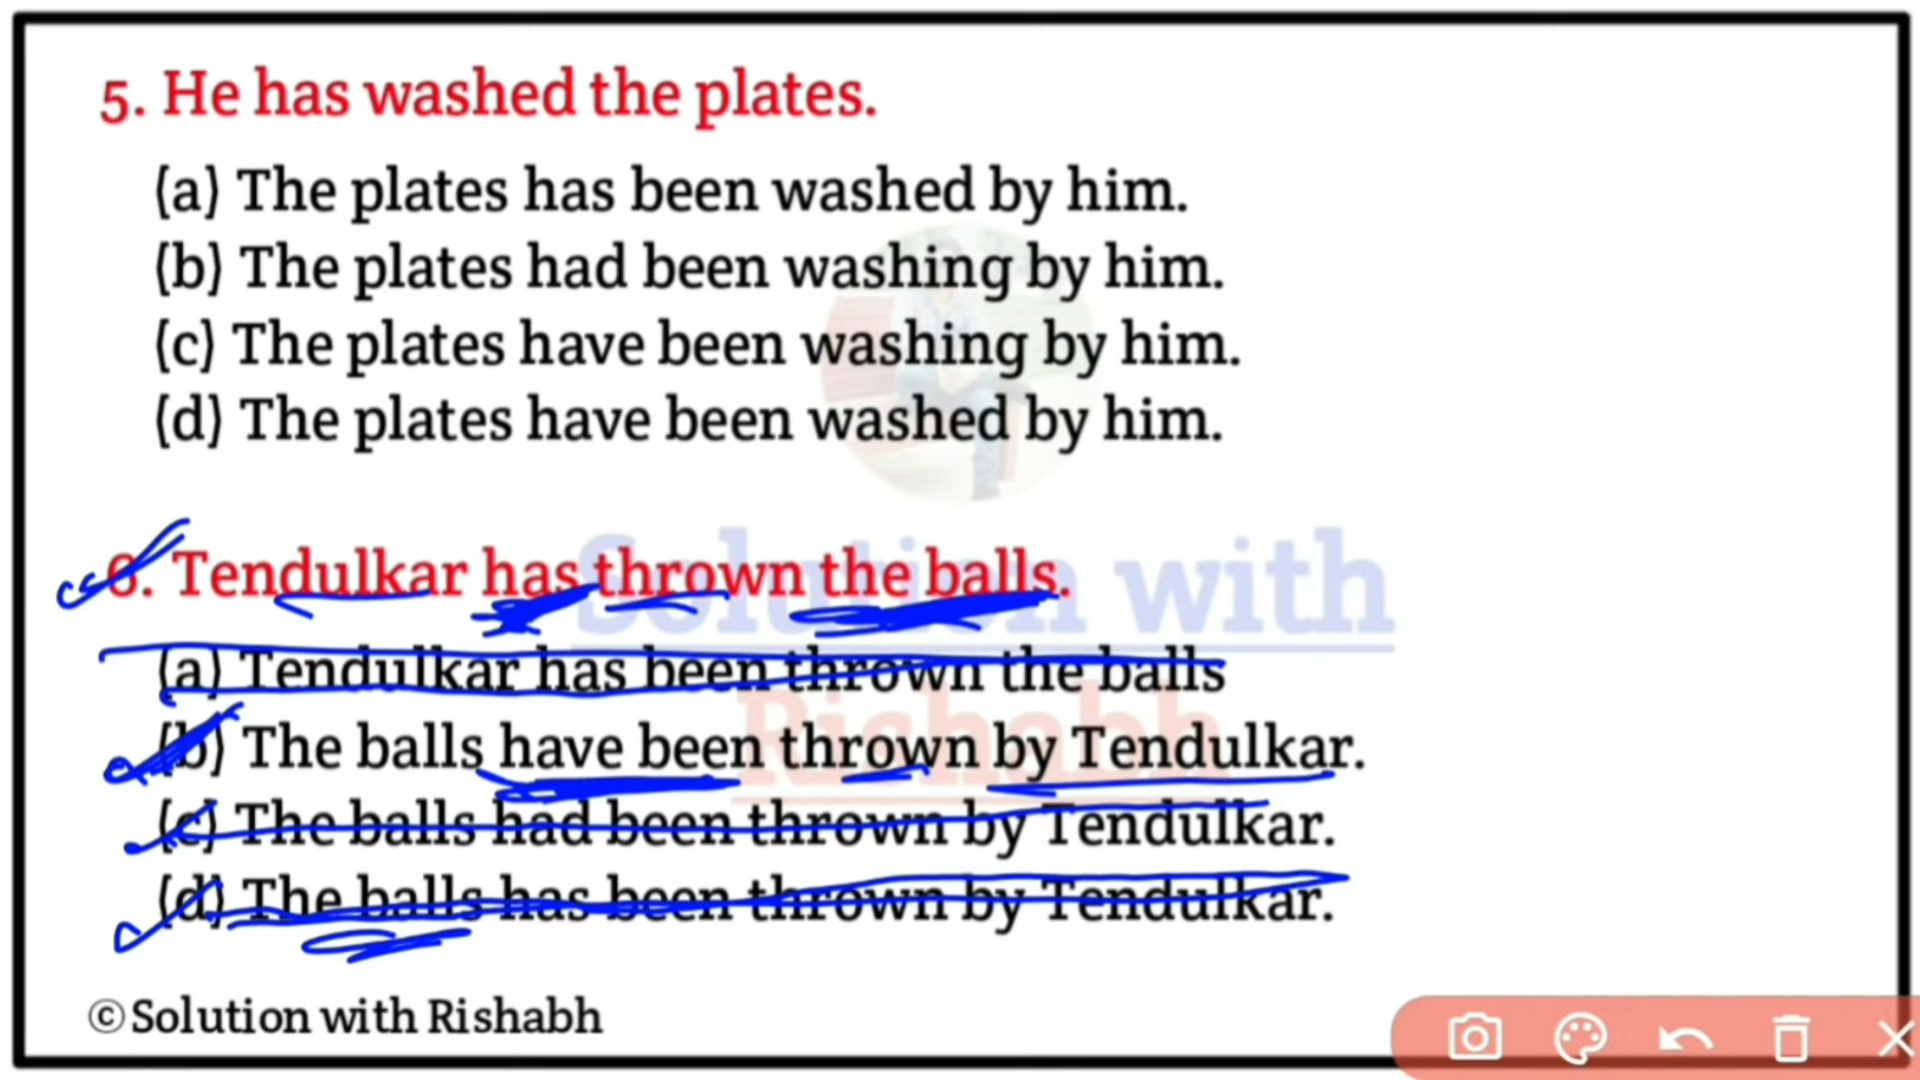 5. He has washed the plates.
(a) The plates has been washed by him.
(b) The plates had been washing by him.
(c) The plates have been washing by him.
(d) The plates have been washed by him.
6. Tendulkar has thrown the balls.
(a) Tendulkar has been thrown the balls
(b) The balls have been thrown by Tendulkar.
(c) The balls had been thrown by Tendulkar.
(d) The balls has been thrown by Tendulkar.
Solution with
Rishabh
©Solution with Rishabh